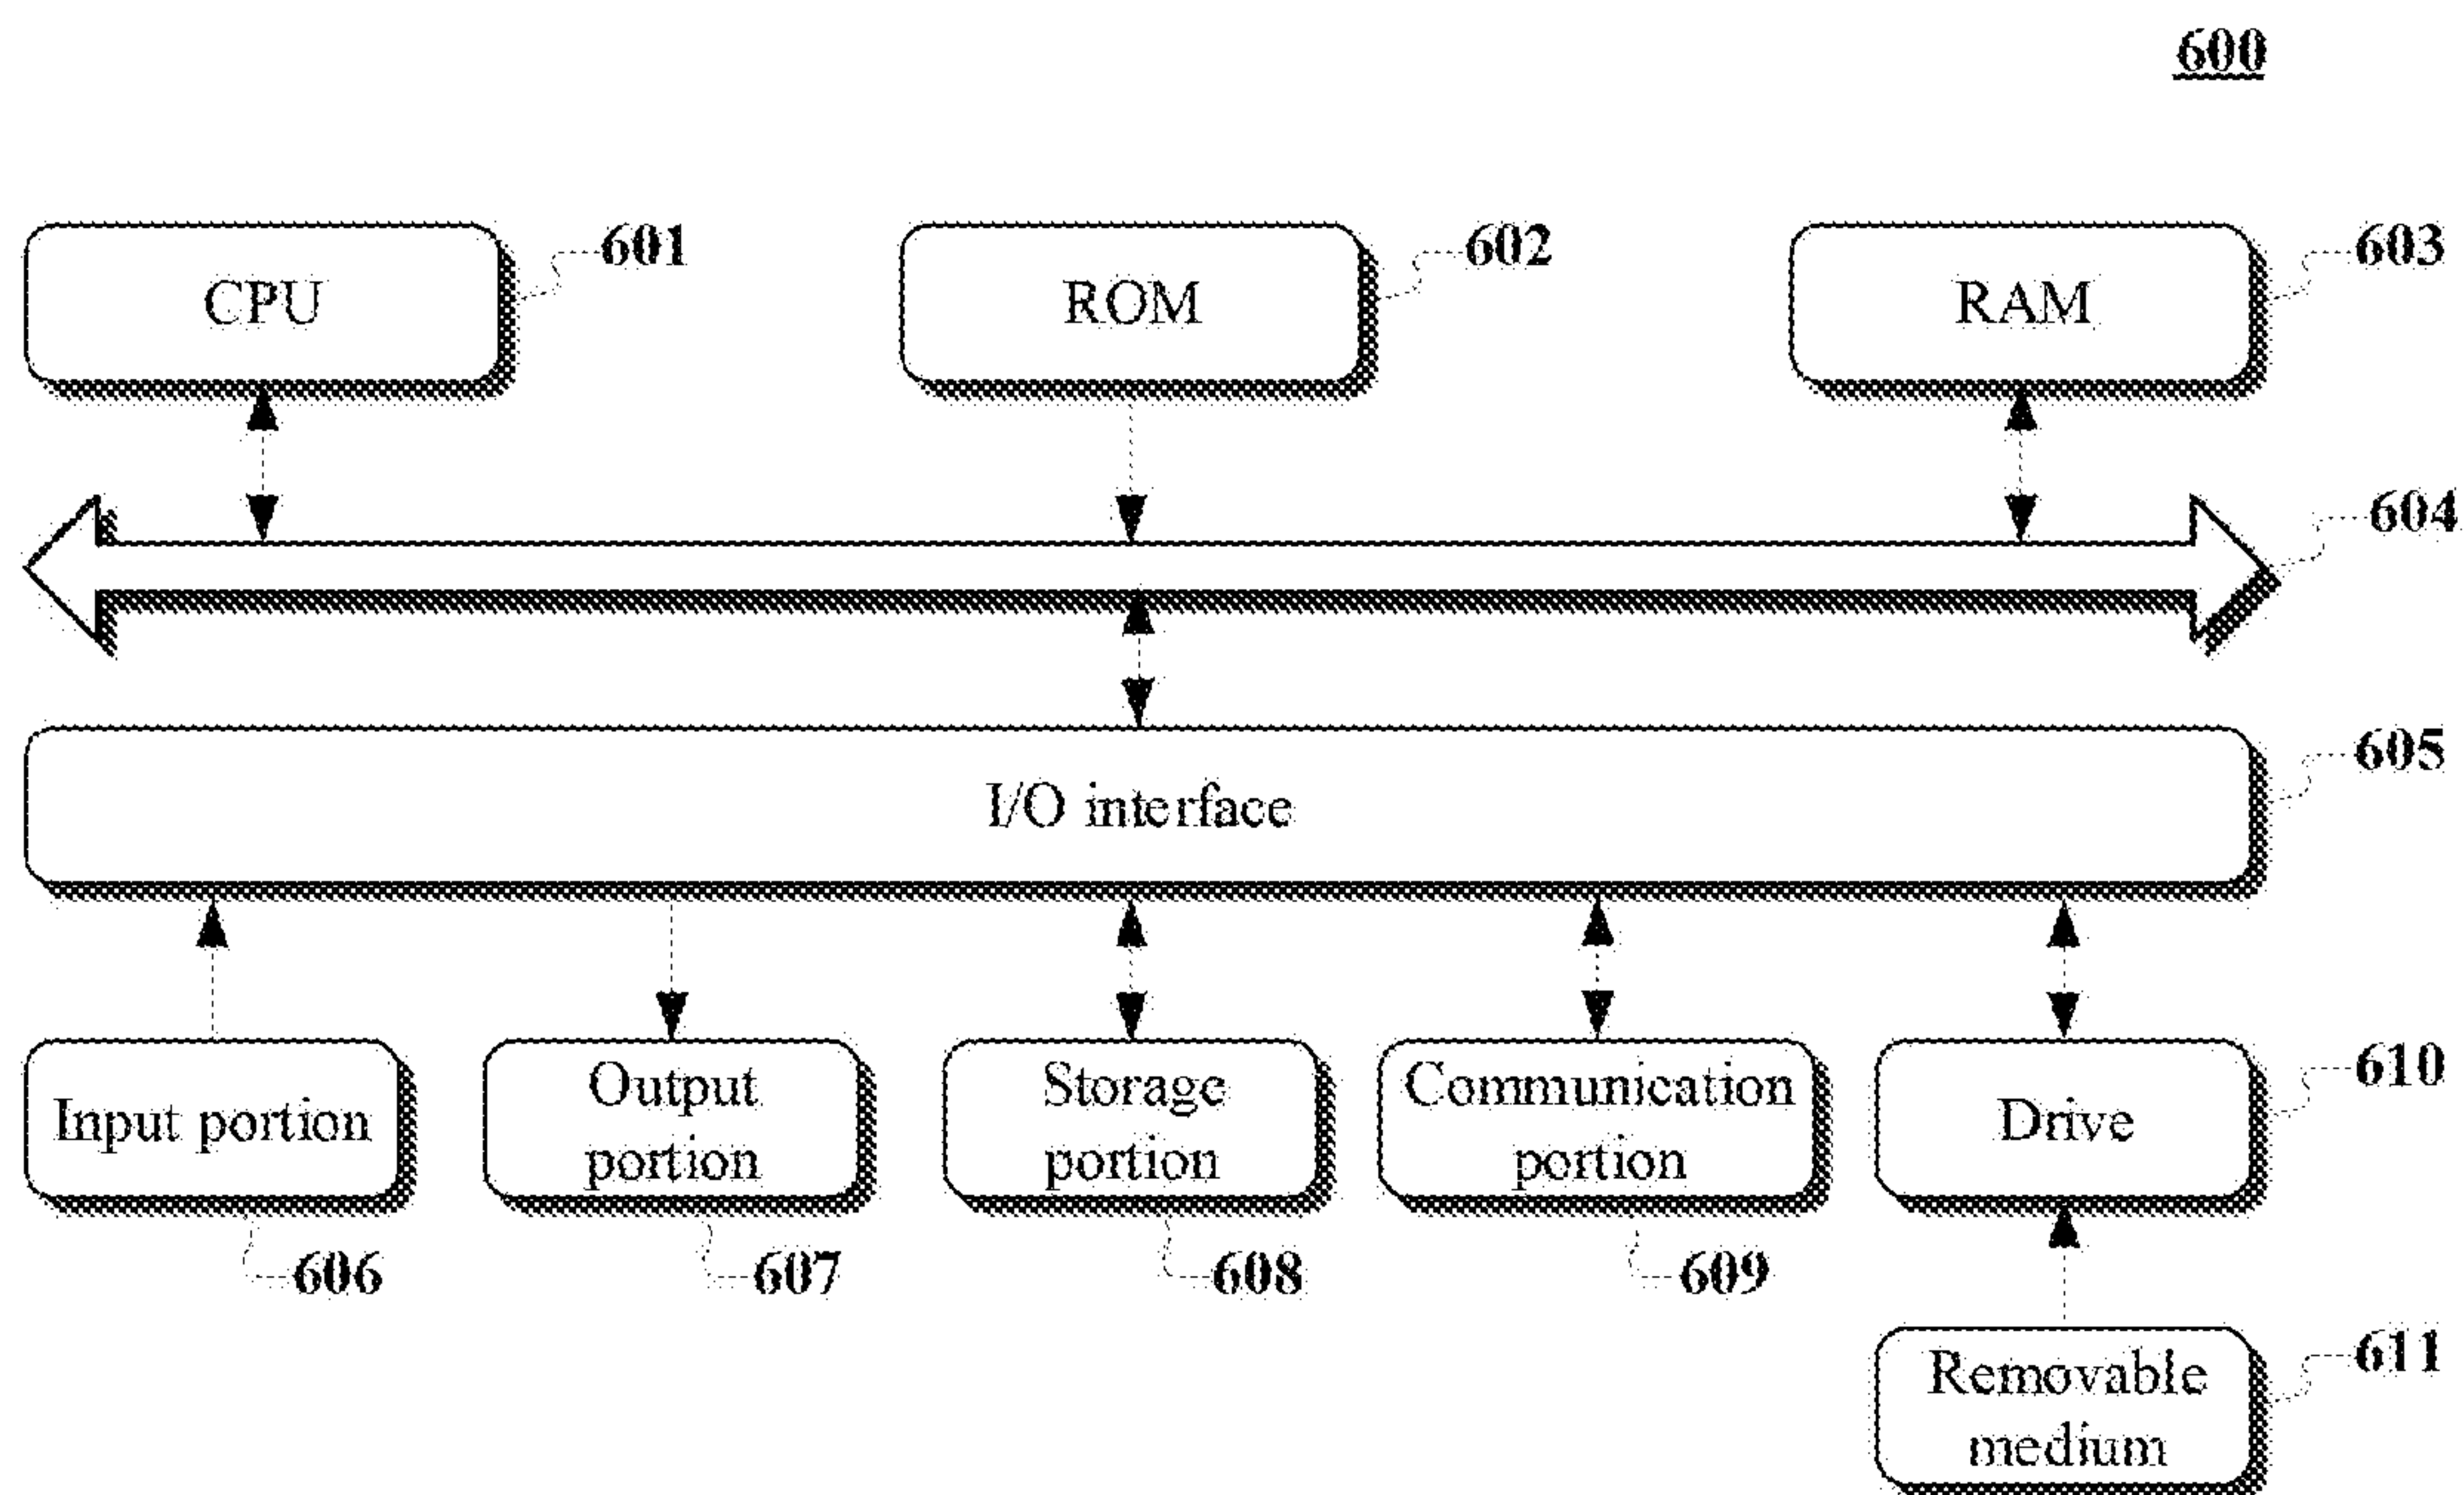 600
CPU
601
ROM
602
RAM
603
604
I/O interface
605
Input portion
606
Output
portion
607
Storage
portion
608
Communication
portion
609
Drive
610
Removable
medium
611